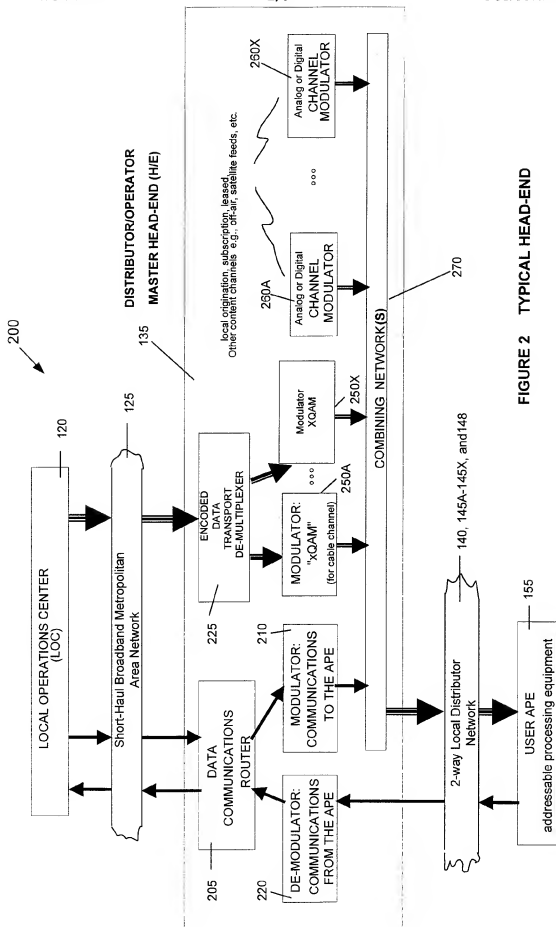 200
120
LOCAL OPERATIONS CENTER
(LOC)
125
Short-Haul Broadband Metropolitan
Area Network
DISTRIBUTOR/OPERATOR
MASTER HEAD-END (H/E)
135
205
DATA
COMMUNICATIONS
ROUTER
225
ENCODED
DATA
TRANSPORT
DE-MULTIPLEXER
local origination, subscription, leased,
Other content channels e.g., off-air, satellite feeds, etc.
220
DE-MODULATOR:
COMMUNICATIONS
FROM THE APE
210
MODULATOR:
COMMUNICATIONS
TO THE APE
250A
MODULATOR:
"xQAM"
(for cable channel)
ooo
Modulator
XQAM
250X
260A
Analog or Digital
CHANNEL
MODULATOR
ooo
260X
Analog or Digital
CHANNEL
MODULATOR
COMBINING NETWORK(S)
270
140, 145A-145X, and148
2-way Local Distributor
Network
155
USER APE
addressable processing equipment
FIGURE 2 TYPICAL HEAD-END